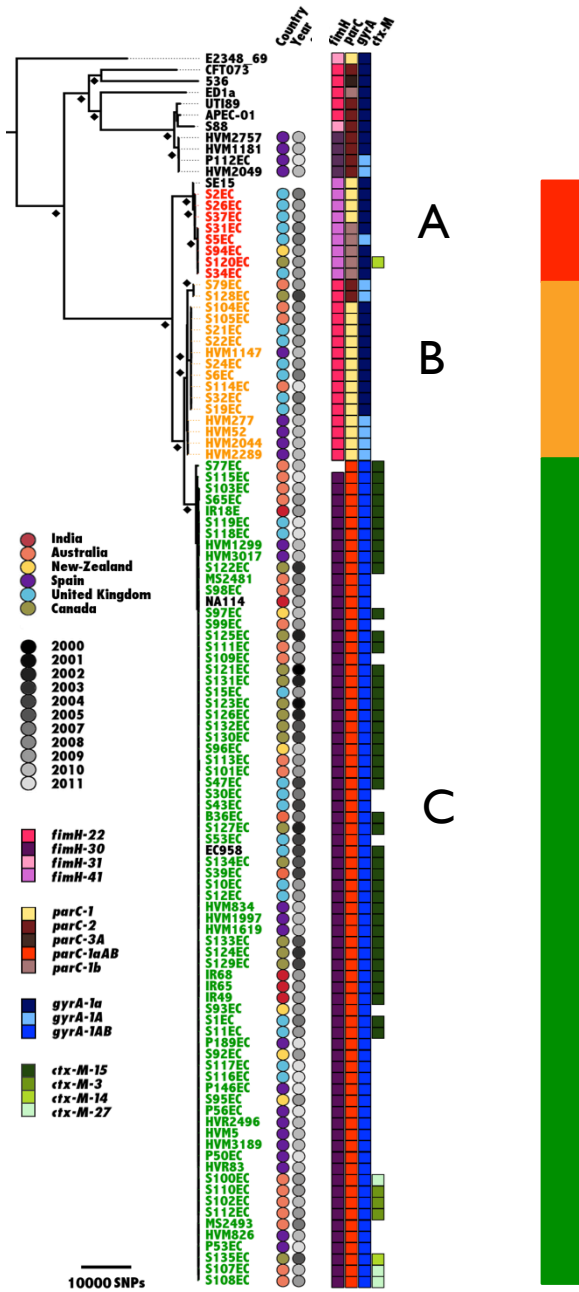 Country
Year
fimH
parC
gyrA
ctx-M
E2348_69
CFT073
536
ED1a
UTI89
APEC-01
S88
HVM2757
HVM1181
P112EC
HVM2049
SE15
S2EC
S26EC
S37EC
S31EC
S5EC
S94EC
S120EC
S34EC
A
S79EC
S128EC
S104EC
S105EC
S21EC
S22EC
HVM1147
S24EC
S6EC
S114EC
S32EC
S19EC
HVM277
HVM52
HVM2044
HVM2289
B
S77EC
S115EC
S103EC
S65EC
IR18E
S119EC
S118EC
HVM1299
HVM3017
S122EC
MS2481
S98EC
NA114
S97EC
S99EC
S125EC
S111EC
S109EC
S121EC
S131EC
S15EC
S123EC
S126EC
S132EC
S130EC
S96EC
S113EC
S101EC
S47EC
S30EC
S43EC
B36EC
S127EC
S53EC
EC958
S134EC
S39EC
S10EC
S12EC
HVM834
HVM1997
HVM1619
S133EC
S124EC
S129EC
IR68
IR65
IR49
S93EC
S1EC
S11EC
P189EC
S92EC
S117EC
S116EC
P146EC
S95EC
P56EC
HVR2496
HVM5
HVM3189
P50EC
HVR83
S100EC
S110EC
S102EC
S112EC
MS2493
HVM826
P53EC
S135EC
S107EC
S108EC
C
India
Australia
New-Zealand
Spain
United Kingdom
Canada
2000
2001
2002
2003
2004
2005
2007
2008
2009
2010
2011
fimH-22
fimH-30
fimH-31
fimH-41
parC-1
parC-2
parC-3A
parC-1aAB
parC-1b
gyrA-1a
gyrA-1A
gyrA-1AB
ctx-M-15
ctx-M-3
ctx-M-14
ctx-M-27
10000 SNPs